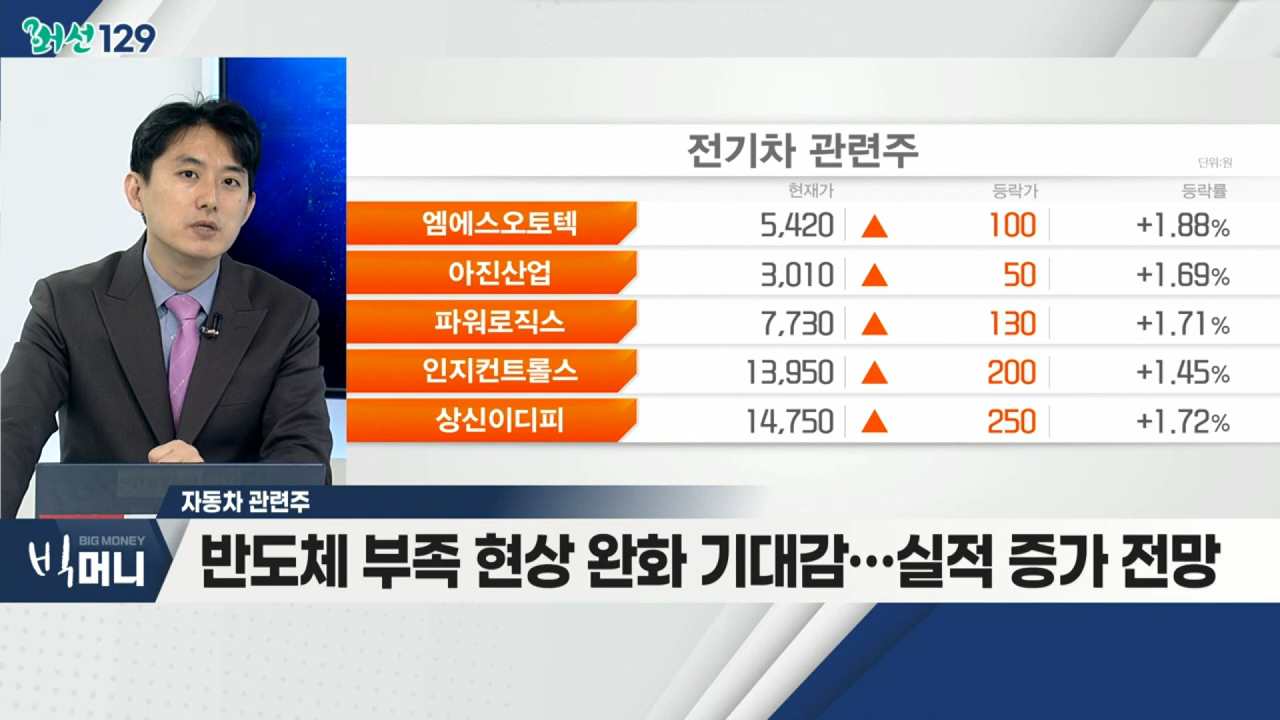 머선129
전기차 관련주
단위:원
현재가 등락가 등락률
엠에스오토텍 5,420 ▲ 100 +1.88%
아진산업 3,010 ▲ 50 +1.69%
파워로직스 7,730 ▲ 130 +1.71%
인지컨트롤스 13,950 ▲ 200 +1.45%
상신이디피 14,750 ▲ 250 +1.72%
자동차 관련주
BIG MONEY
빅머니
반도체 부족 현상 완화 기대감…실적 증가 전망